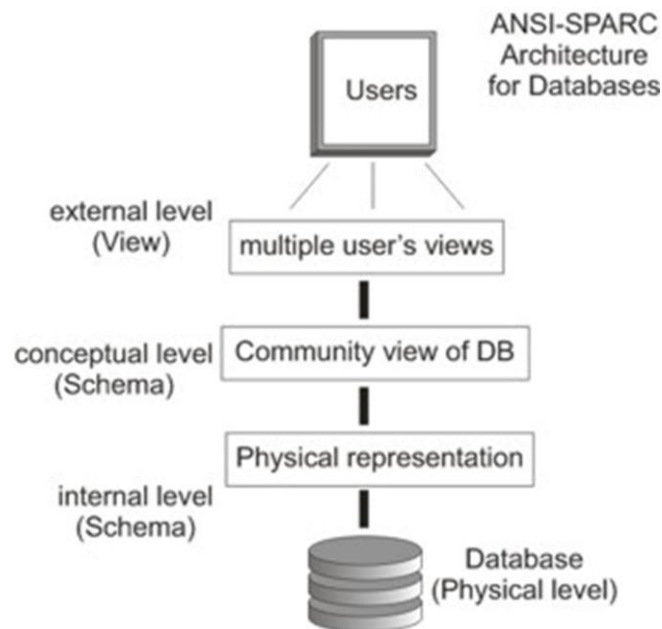 ANSI-SPARC
Architecture
for Databases
Users
external level
(View)
multiple user's views
conceptual level
(Schema)
Community view of DB
Physical representation
internal level
(Schema)
Database
(Physical level)